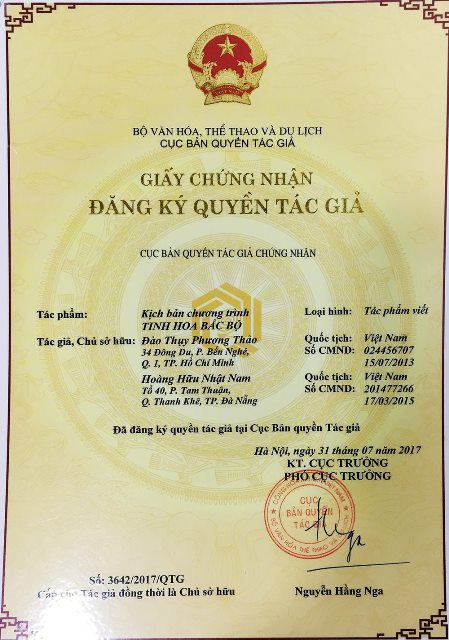 BỘ VĂN HÓA, THỂ THAO VÀ DU LỊCH
CỤC BẢN QUYỀN TÁC GIẢ
GIẤY CHỨNG NHẬN
ĐĂNG KÝ QUYỀN TÁC GIẢ
CỤC BẢN QUYỀN TÁC GIẢ CHỨNG NHẬN
Tác phẩm: Kịch bản chương trình Loại hình: Tác phẩm viết
TINH HOA BẮC BỘ
Tác giả, Chủ sở hữu: Đào Thụy Phương Thảo Quốc tịch: Việt Nam
34 Đông Du, P. Bến Nghé, Số CMND: 024456707
Q. 1, TP. Hồ Chí Minh 15/07/2013
Hoàng Hữu Nhật Nam Quốc tịch: Việt Nam
Tổ 40, P. Tam Thuận, Số CMND: 201477266
Q. Thanh Khê, TP. Đà Nẵng 17/03/2015
Đã đăng ký quyền tác giả tại Cục Bản quyền Tác giả
Hà Nội, ngày 31 tháng 07 năm 2017
KT. CỤC TRƯỞNG
PHÓ CỤC TRƯỞNG
CỤC
BẢN QUYỀN
TÁC GIẢ
Số: 3642/2017/QTG
Cấp cho Tác giả đồng thời là Chủ sở hữu Nguyễn Hằng Nga